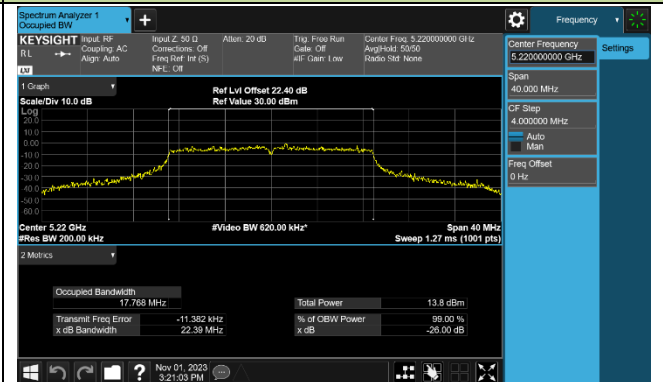 Spectrum Analyzer 1
Occupied BW
Frequency
KEYSIGHT
RL
LXI
Input: RF
Coupling: AC
Align: Auto
Input Z: 50 Ω
Corrections: Off
Freq Ref: Int (S)
NFE: Off
Atten: 20 dB
Trig: Free Run
Gate: Off
#IF Gain: Low
Center Freq: 5.220000000 GHz
Avg|Hold: 50/50
Radio Std: None
Center Frequency
5.220000000 GHz
Settings
Span
40.000 MHz
CF Step
4.000000 MHz
Auto
Man
Freq Offset
0 Hz
1 Graph
Scale/Div 10.0 dB
Ref Lvl Offset 22.40 dB
Ref Value 30.00 dBm
Log
20.0
10.0
0.00
-10.0
-20.0
-30.0
-40.0
-50.0
-60.0
Center 5.22 GHz
#Video BW 620.00 kHz*
Span 40 MHz
#Res BW 200.00 kHz
Sweep 1.27 ms (1001 pts)
2 Metrics
Occupied Bandwidth
17.768 MHz
Total Power 13.8 dBm
Transmit Freq Error -11.382 kHz
% of OBW Power 99.00 %
x dB Bandwidth 22.39 MHz
x dB -26.00 dB
Nov 01, 2023
3:21:03 PM